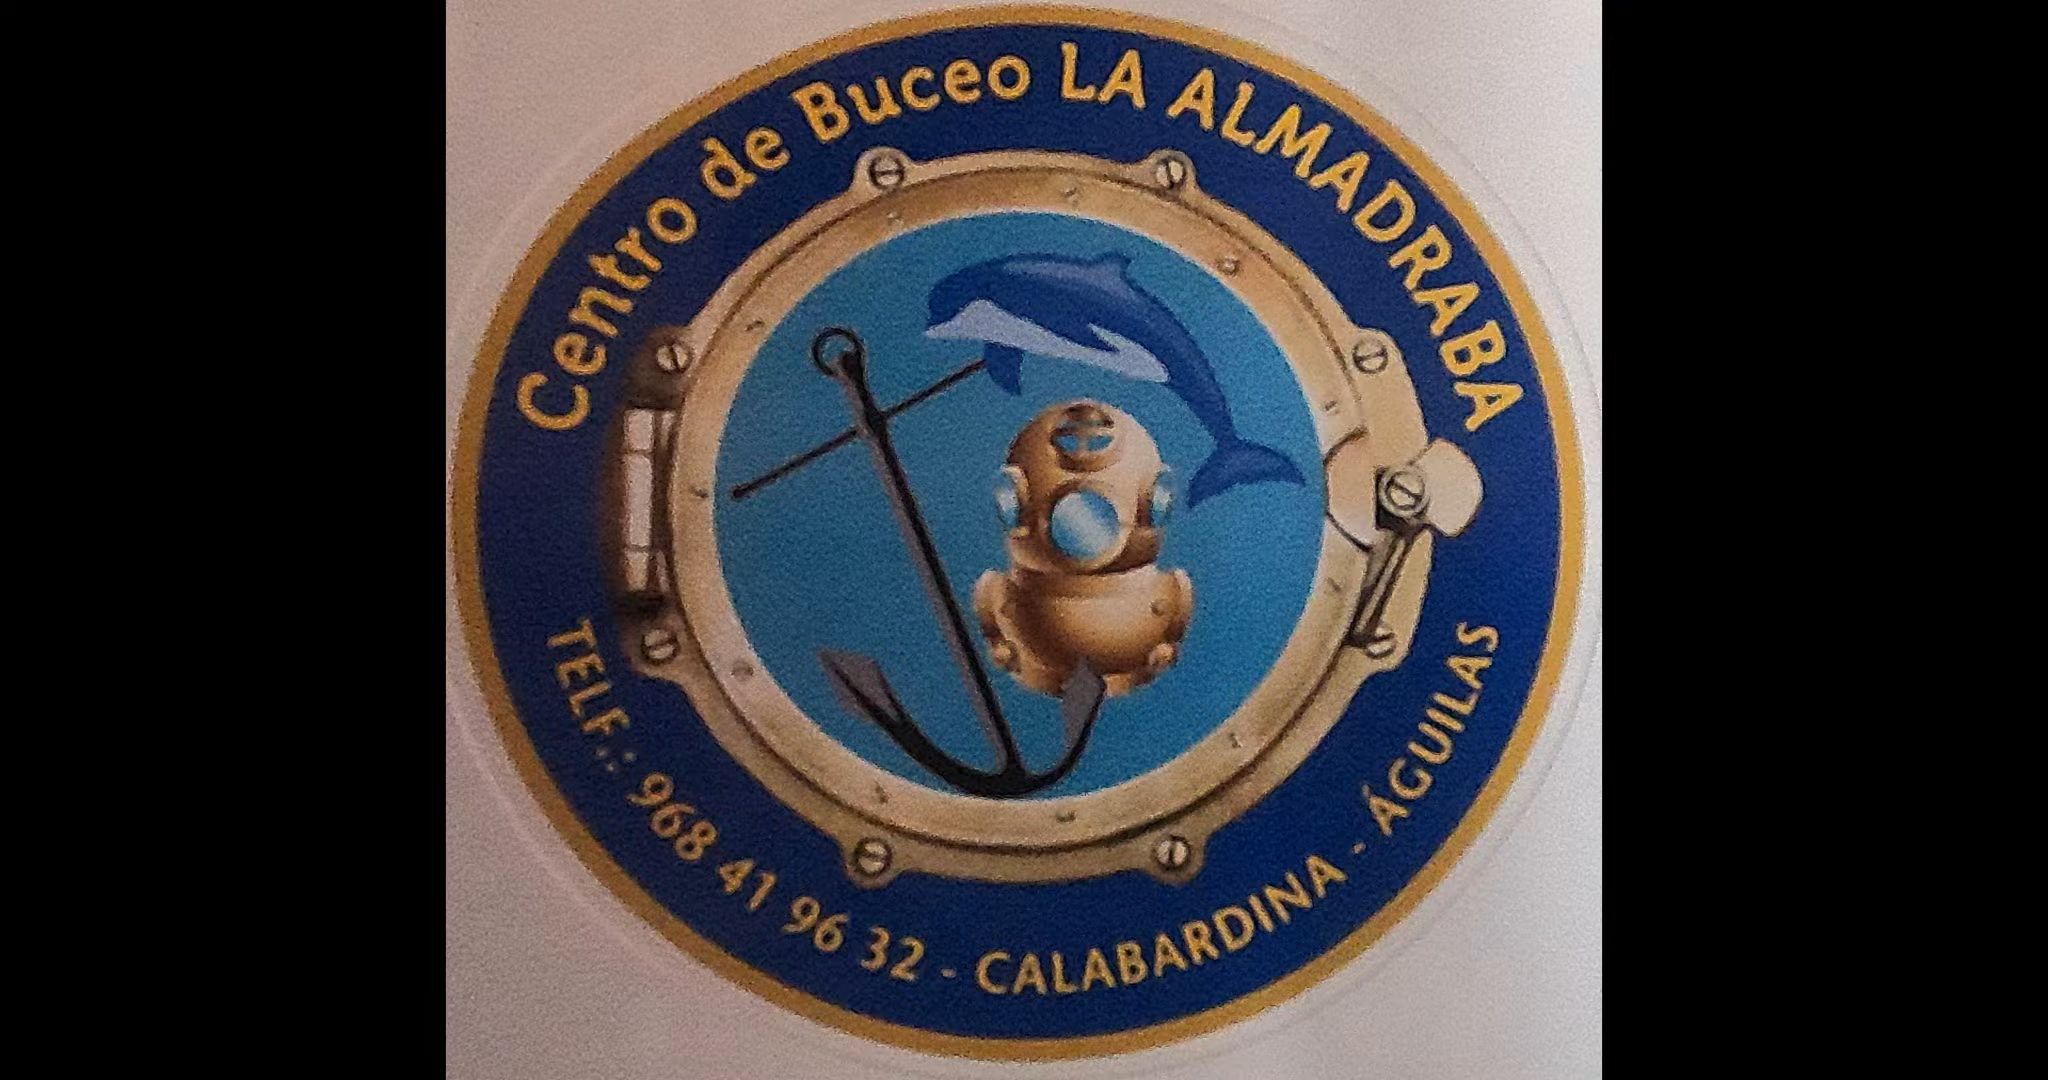 Centro de Buceo LA ALMADRABA
TELF.: 968 41 96 32 - CALABARDINA - ÁGUILAS